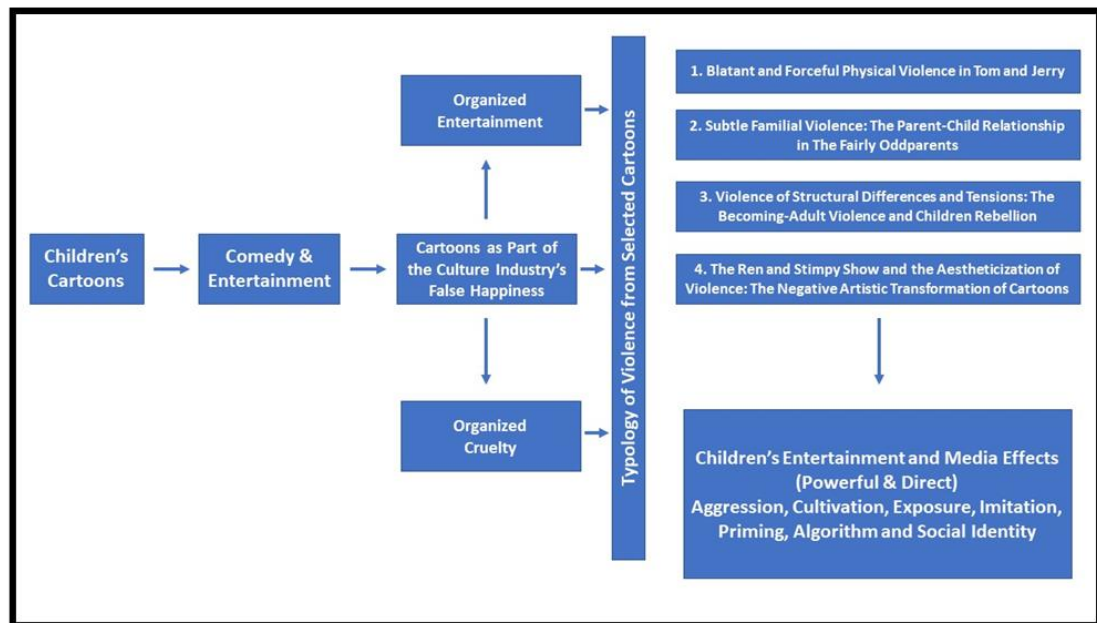 Children's
Cartoons
Comedy &
Entertainment
Organized
Entertainment
Cartoons as Part of
the Culture Industry's
False Happiness
Organized
Cruelty
Typology of Violence from Selected Cartoons
1. Blatant and Forceful Physical Violence in Tom and Jerry
2. Subtle Familial Violence: The Parent-Child Relationship
in The Fairly Oddparents
3. Violence of Structural Differences and Tensions: The
Becoming-Adult Violence and Children Rebellion
4. The Ren and Stimpy Show and the Aestheticization of
Violence: The Negative Artistic Transformation of Cartoons
Children's Entertainment and Media Effects
(Powerful & Direct)
Aggression, Cultivation, Exposure, Imitation,
Priming, Algorithm and Social Identity